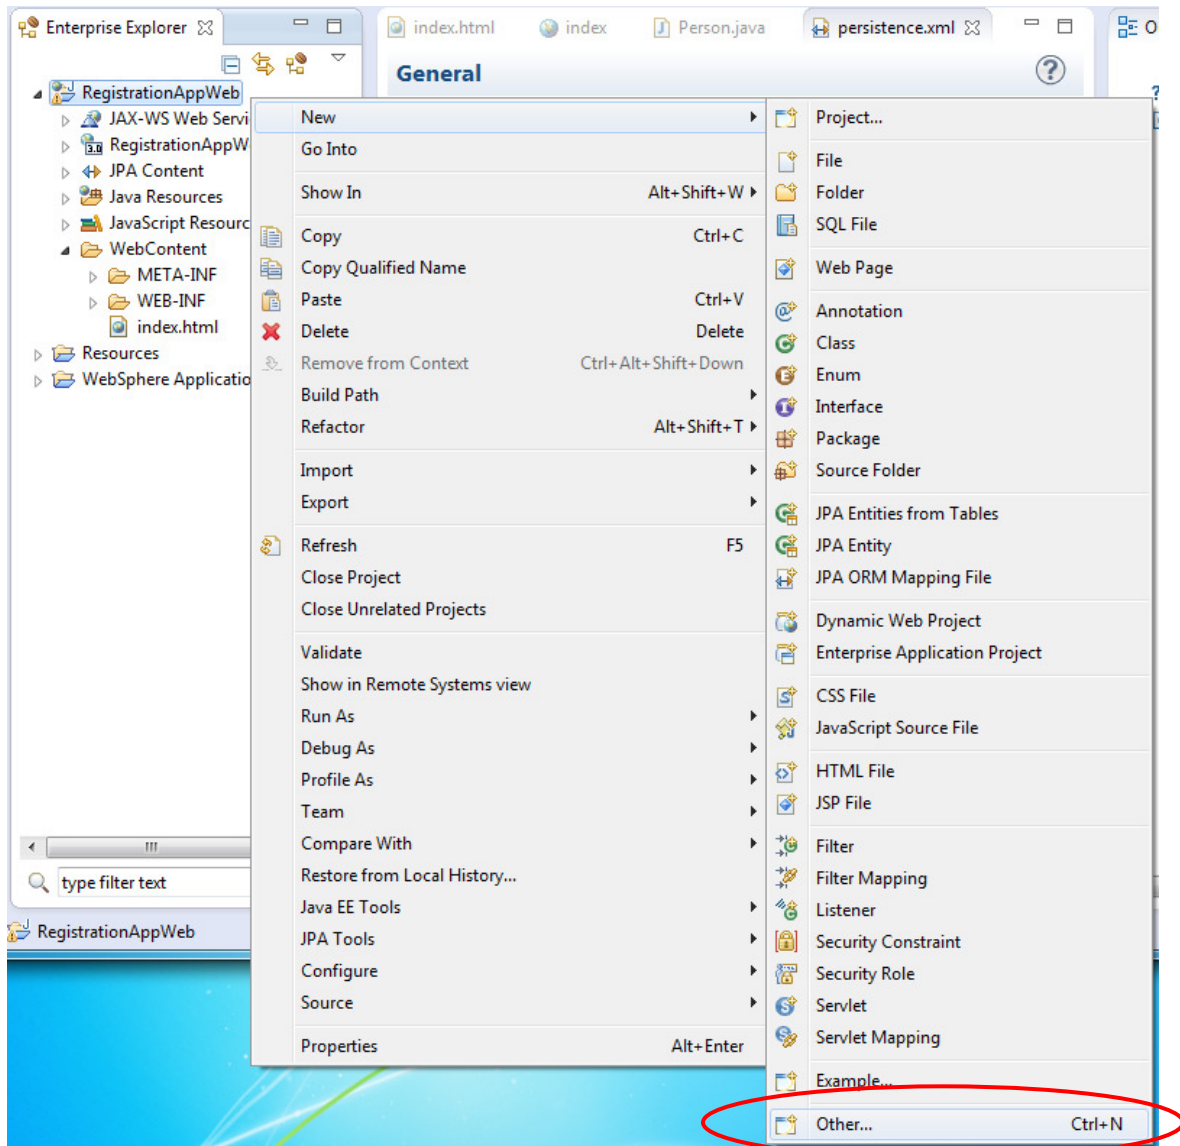 Enterprise Explorer
index.html
index
Person.java
persistence.xml
General
RegistrationAppWeb
JAX-WS Web Servi
RegistrationAppW
3.0
JPA Content
Java Resources
JavaScript Resourc
WebContent
META-INF
WEB-INF
index.html
Resources
WebSphere Applicatio
type filter text
RegistrationAppWeb
New
Go Into
Show In Alt+Shift+W
Copy Ctrl+C
Copy Qualified Name
Paste Ctrl+V
Delete Delete
Remove from Context Ctrl+Alt+Shift+Down
Build Path
Refactor Alt+Shift+T
Import
Export
Refresh F5
Close Project
Close Unrelated Projects
Validate
Show in Remote Systems view
Run As
Debug As
Profile As
Team
Compare With
Restore from Local History...
Java EE Tools
JPA Tools
Configure
Source
Properties Alt+Enter
Project...
File
Folder
SQL File
Web Page
Annotation
Class
Enum
Interface
Package
Source Folder
JPA Entities from Tables
JPA Entity
JPA ORM Mapping File
Dynamic Web Project
Enterprise Application Project
CSS File
JavaScript Source File
HTML File
JSP File
Filter
Filter Mapping
Listener
Security Constraint
Security Role
Servlet
Servlet Mapping
Example...
Other... Ctrl+N